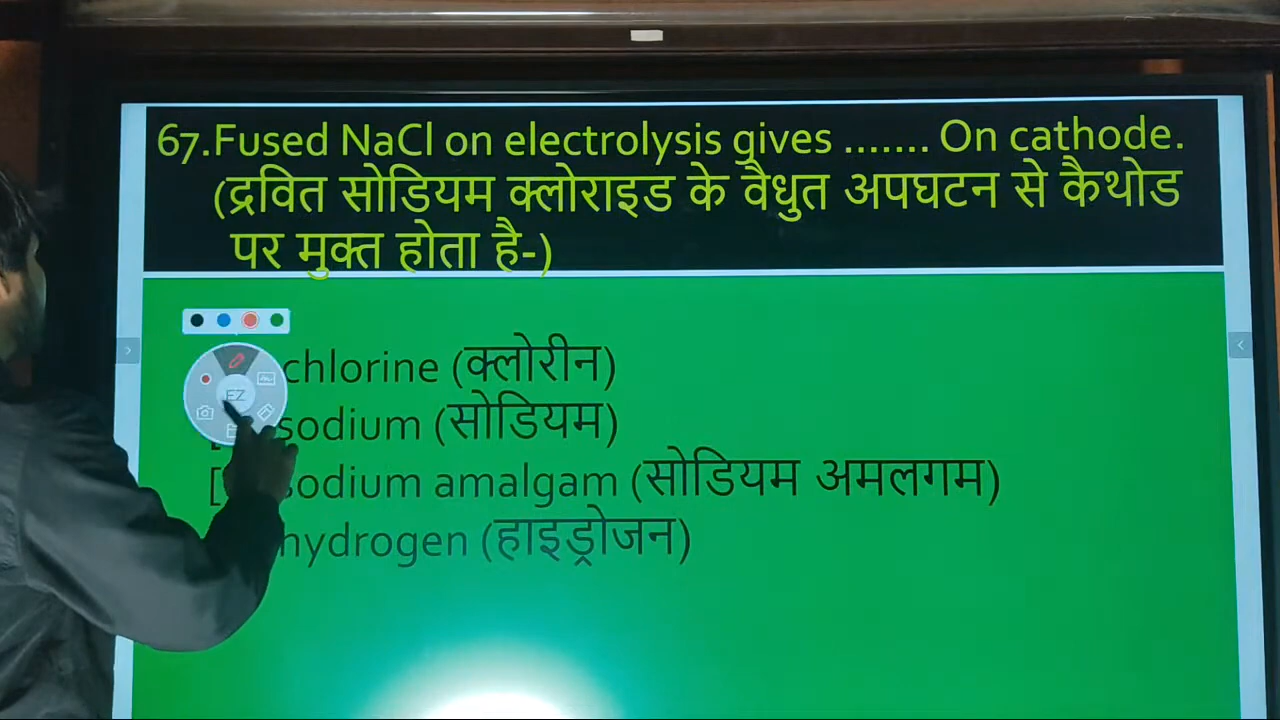 67.Fused NaCl on electrolysis gives ....... On cathode.
(द्रवित सोडियम क्लोराइड के वैधुत अपघटन से कैथोड
पर मुक्त होता है-)
chlorine (क्लोरीन)
sodium (सोडियम)
sodium amalgam (सोडियम अमलगम)
hydrogen (हाइड्रोजन)
EZ